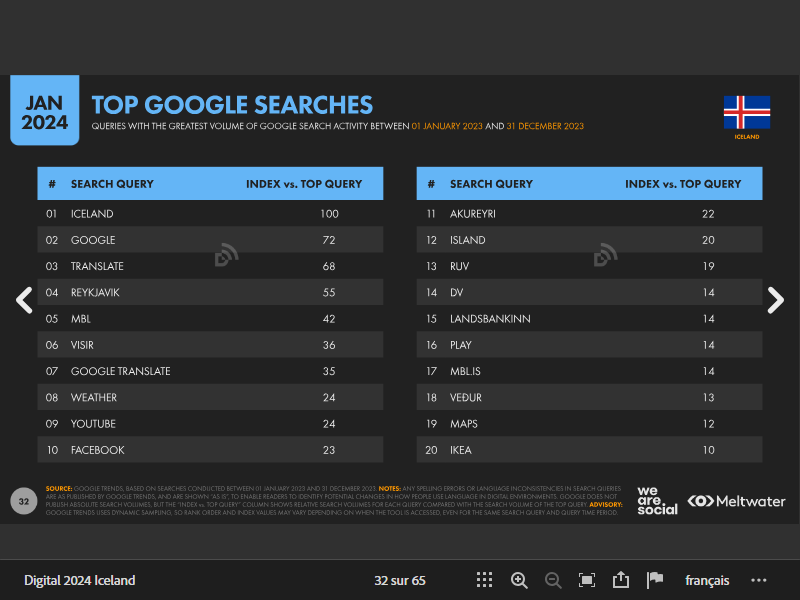 JAN
2024
TOP GOOGLE SEARCHES
QUERIES WITH THE GREATEST VOLUME OF GOOGLE SEARCH ACTIVITY BETWEEN 01 JANUARY 2023 AND 31 DECEMBER 2023
ICELAND
# SEARCH QUERY INDEX vs. TOP QUERY
01 ICELAND 100
02 GOOGLE 72
03 TRANSLATE 68
04 REYKJAVIK 55
05 MBL 42
06 VISIR 36
07 GOOGLE TRANSLATE 35
08 WEATHER 24
09 YOUTUBE 24
10 FACEBOOK 23
# SEARCH QUERY INDEX vs. TOP QUERY
11 AKUREYRI 22
12 ISLAND 20
13 RUV 19
14 DV 14
15 LANDSBANKINN 14
16 PLAY 14
17 MBL.IS 14
18 VEÐUR 13
19 MAPS 12
20 IKEA 10
32
SOURCE: GOOGLE TRENDS, BASED ON SEARCHES CONDUCTED BETWEEN 01 JANUARY 2023 AND 31 DECEMBER 2023. NOTES: ANY SPELLING ERRORS OR LANGUAGE INCONSISTENCIES IN SEARCH QUERIES
ARE AS PUBLISHED BY GOOGLE TRENDS, AND ARE SHOWN "AS IS", TO ENABLE READERS TO IDENTIFY POTENTIAL CHANGES IN HOW PEOPLE USE LANGUAGE IN DIGITAL ENVIRONMENTS. GOOGLE DOES NOT
PUBLISH ABSOLUTE SEARCH VOLUMES, BUT THE "INDEX vs. TOP QUERY" COLUMN SHOWS RELATIVE SEARCH VOLUMES FOR EACH QUERY COMPARED WITH THE SEARCH VOLUME OF THE TOP QUERY. ADVISORY:
GOOGLE TRENDS USES DYNAMIC SAMPLING, SO RANK ORDER AND INDEX VALUES MAY VARY DEPENDING ON WHEN THE TOOL IS ACCESSED, EVEN FOR THE SAME SEARCH QUERY AND QUERY TIME PERIOD.
we
are.
social
Meltwater
Digital 2024 Iceland
32 sur 65
français